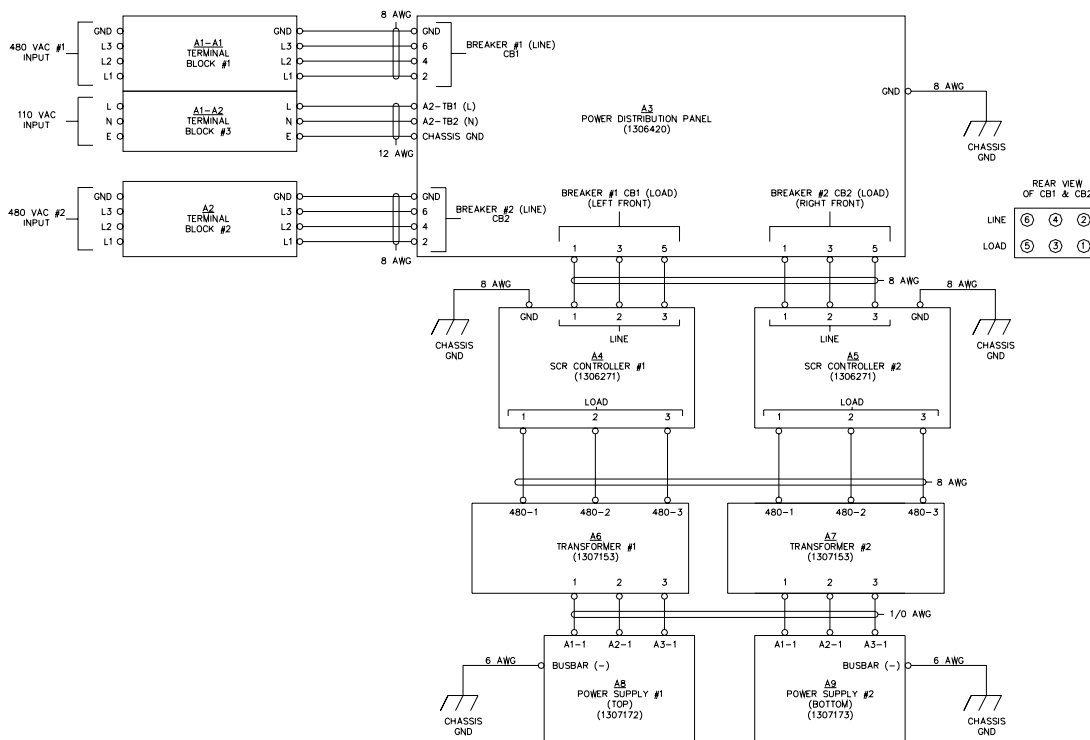 8 AWG
480 VAC #1
INPUT
GND
L3
L2
L1
A1-A1
TERMINAL
BLOCK #1
GND
L3
L2
L1
GND
6
4
2
BREAKER #1 (LINE)
CB1
110 VAC
INPUT
L
N
E
A1-A2
TERMINAL
BLOCK #3
L
N
E
A2-TB1 (L)
A2-TB2 (N)
CHASSIS GND
12 AWG
A3
POWER DISTRIBUTION PANEL
(1306420)
GND
8 AWG
CHASSIS
GND
480 VAC #2
INPUT
GND
L3
L2
L1
A2
TERMINAL
BLOCK #2
GND
L3
L2
L1
GND
6
4
2
BREAKER #2 (LINE)
CB2
8 AWG
BREAKER #1 CB1 (LOAD)
(LEFT FRONT)
1 3 5
BREAKER #2 CB2 (LOAD)
(RIGHT FRONT)
1 3 5
REAR VIEW
OF CB1 & CB2
LINE 6 4 2
LOAD 5 3 1
8 AWG
8 AWG
CHASSIS
GND
GND
1 2 3
LINE
A4
SCR CONTROLLER #1
(1306271)
LOAD
1 2 3
8 AWG
CHASSIS
GND
1 2 3
GND
LINE
A5
SCR CONTROLLER #2
(1306271)
LOAD
1 2 3
8 AWG
480-1 480-2 480-3
A6
TRANSFORMER #1
(1307153)
1 2 3
480-1 480-2 480-3
A7
TRANSFORMER #2
(1307153)
1 2 3
1/0 AWG
6 AWG
CHASSIS
GND
A1-1 A2-1 A3-1
BUSBAR (-)
A8
POWER SUPPLY #1
(TOP)
(1307172)
A1-1 A2-1 A3-1
BUSBAR (-)
A9
POWER SUPPLY #2
(BOTTOM)
(1307173)
6 AWG
CHASSIS
GND